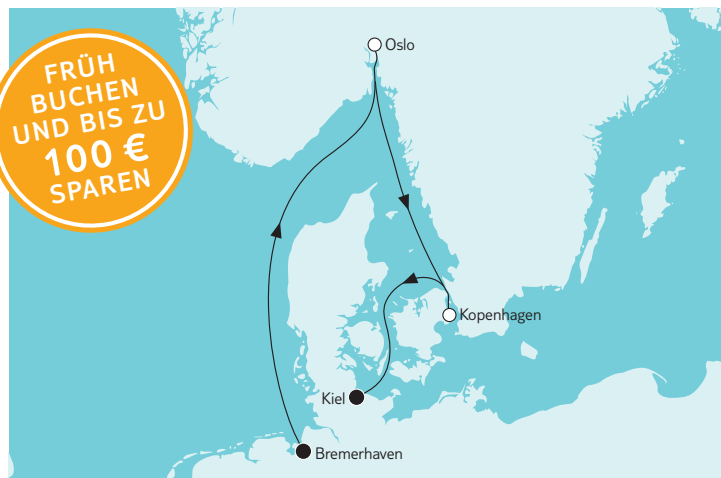 FRÜH
BUCHEN
UND BIS ZU
100 €
SPAREN
Oslo
Kopenhagen
Kiel
Bremerhaven